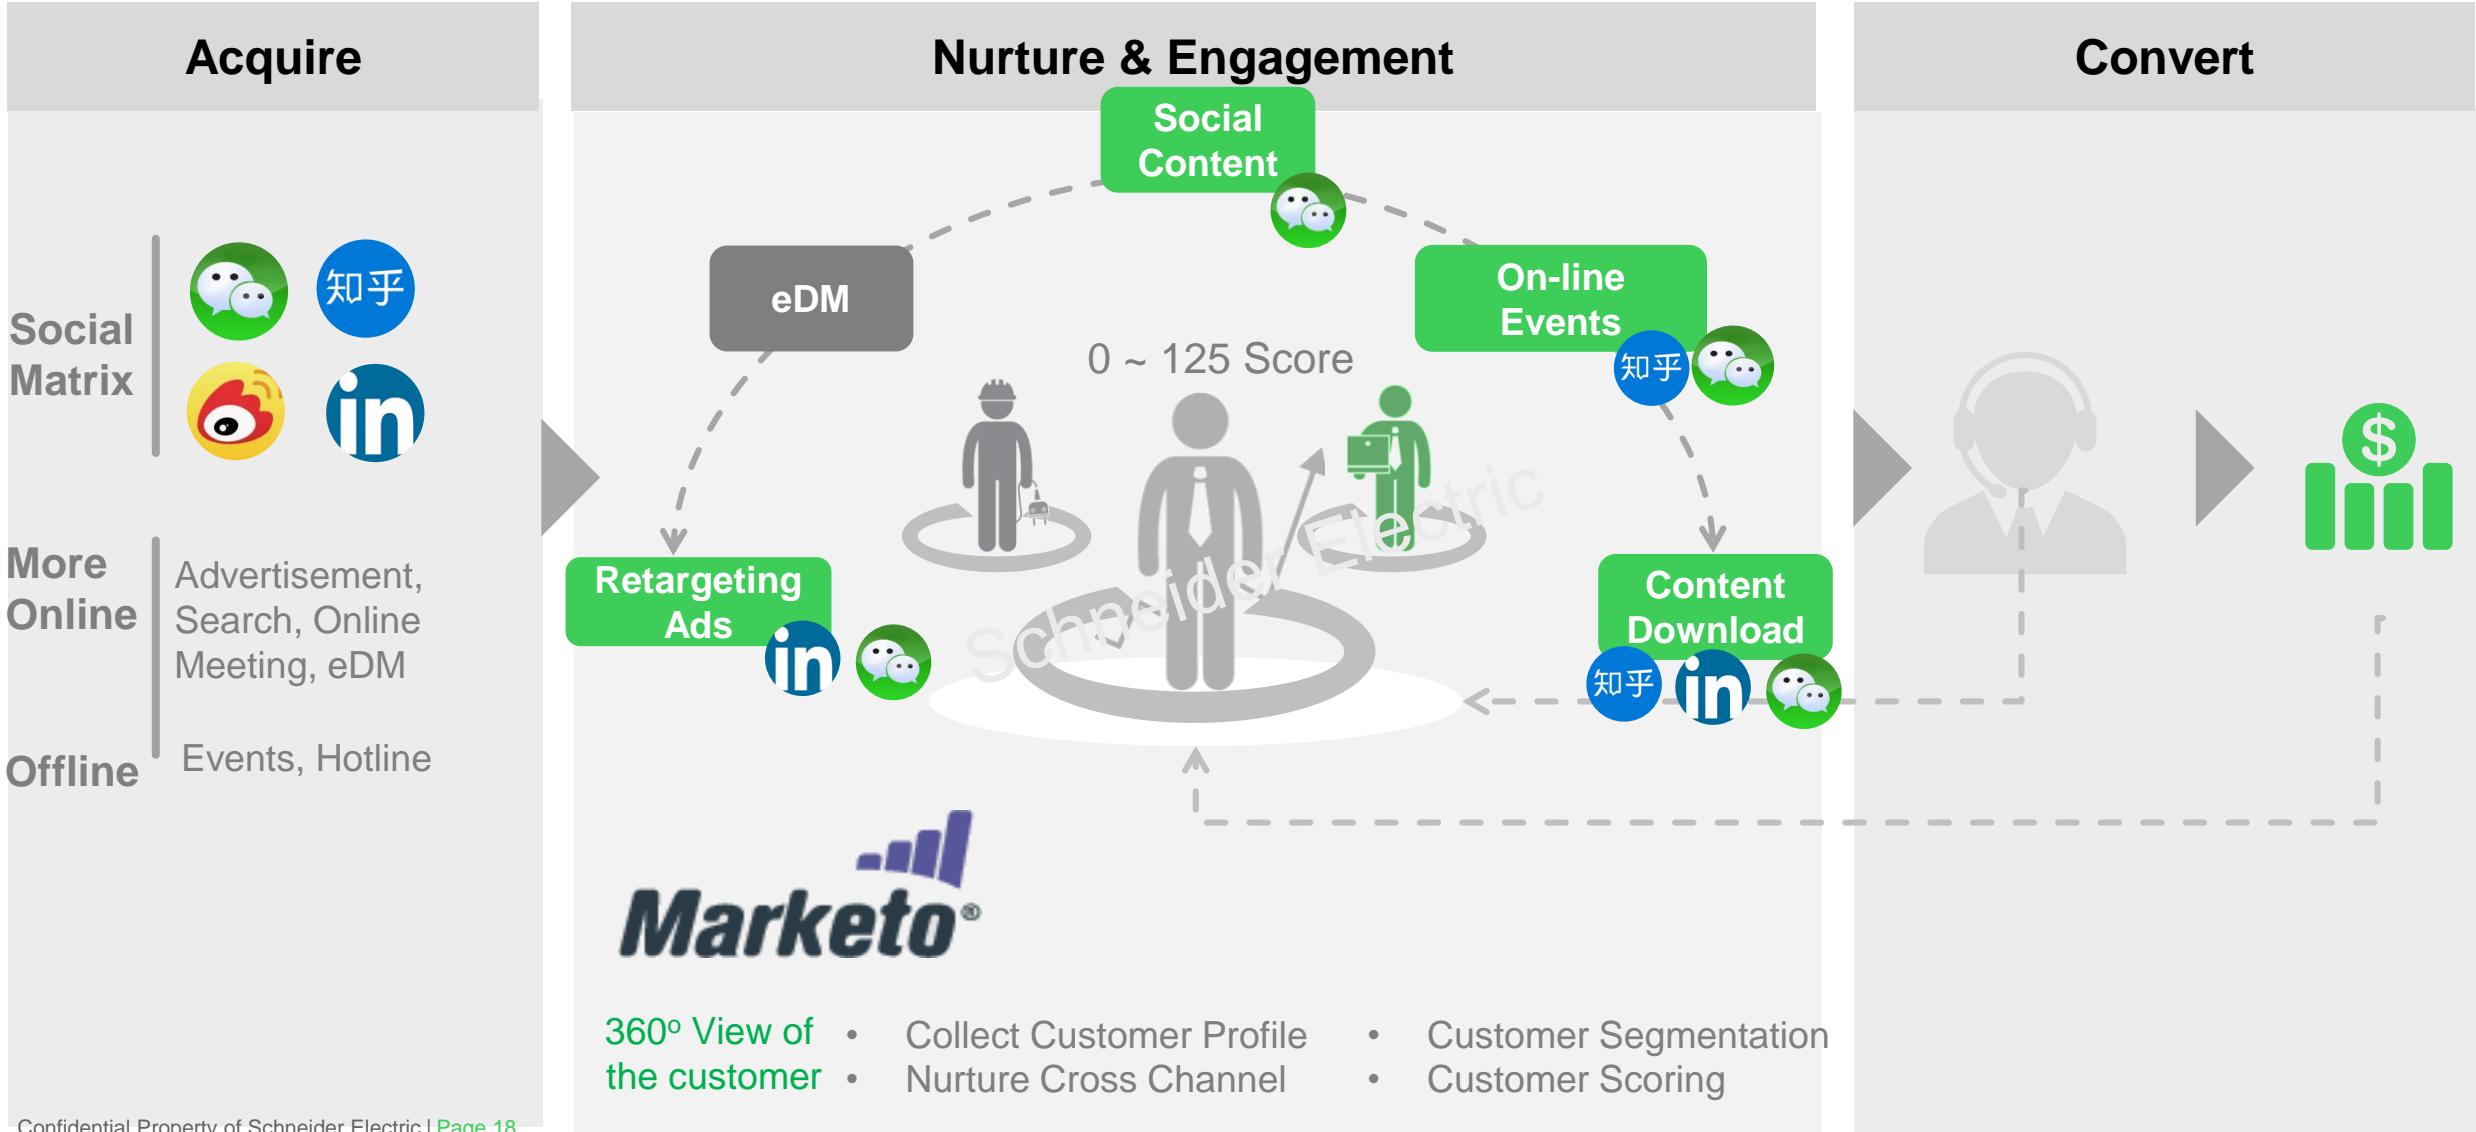 Acquire
Nurture & Engagement
Convert
Social
Content
eDM
On-line
Events
知乎
Social
Matrix
知乎
in
0 ~ 125 Score
$
More
Online
Advertisement,
Search, Online
Meeting, eDM
Offline
Events, Hotline
Retargeting
Ads
in
Schneider Electric
Content
Download
知乎
in
Marketo®
360º View of
the customer
• Collect Customer Profile
• Nurture Cross Channel
• Customer Segmentation
• Customer Scoring
Confidential Property of Schneider Electric | Page 18